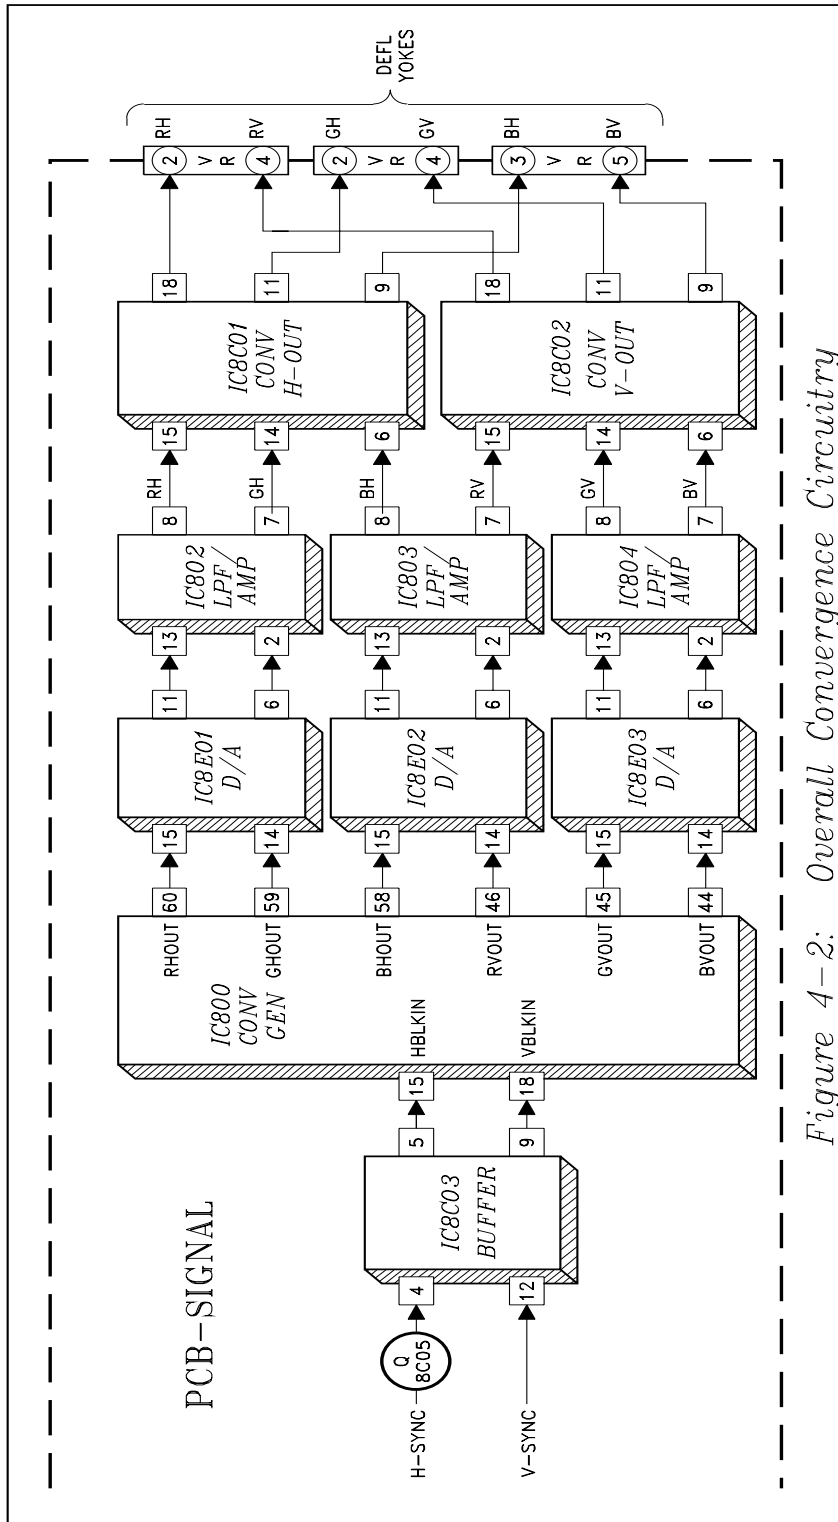 PCB-SIGNAL
H-SYNC
Q
8C05
4
V-SYNC
12
IC8C03
BUFFER
5
9
15
HBLKIN
18
VBLKIN
IC800
CONV
GEN
RHOUT
60
GHOUT
59
BHOUT
58
RVOUT
46
GVOUT
45
BVOUT
44
15
14
IC8E01
D/A
11
6
15
14
IC8E02
D/A
11
6
15
14
IC8E03
D/A
11
6
13
2
IC802
LPF/
AMP
8
RH
7
GH
13
2
IC803
LPF/
AMP
8
BH
7
RV
13
2
IC804
LPF/
AMP
8
GV
7
BV
15
14
6
IC8C01
CONV
H-OUT
18
11
9
15
14
6
IC8C02
CONV
V-OUT
18
11
9
2
V
R
4
RH
RV
2
V
R
4
GH
GV
3
V
R
5
BH
BV
DEFL
YOKES
Figure 4-2: Overall Convergence Circuitry